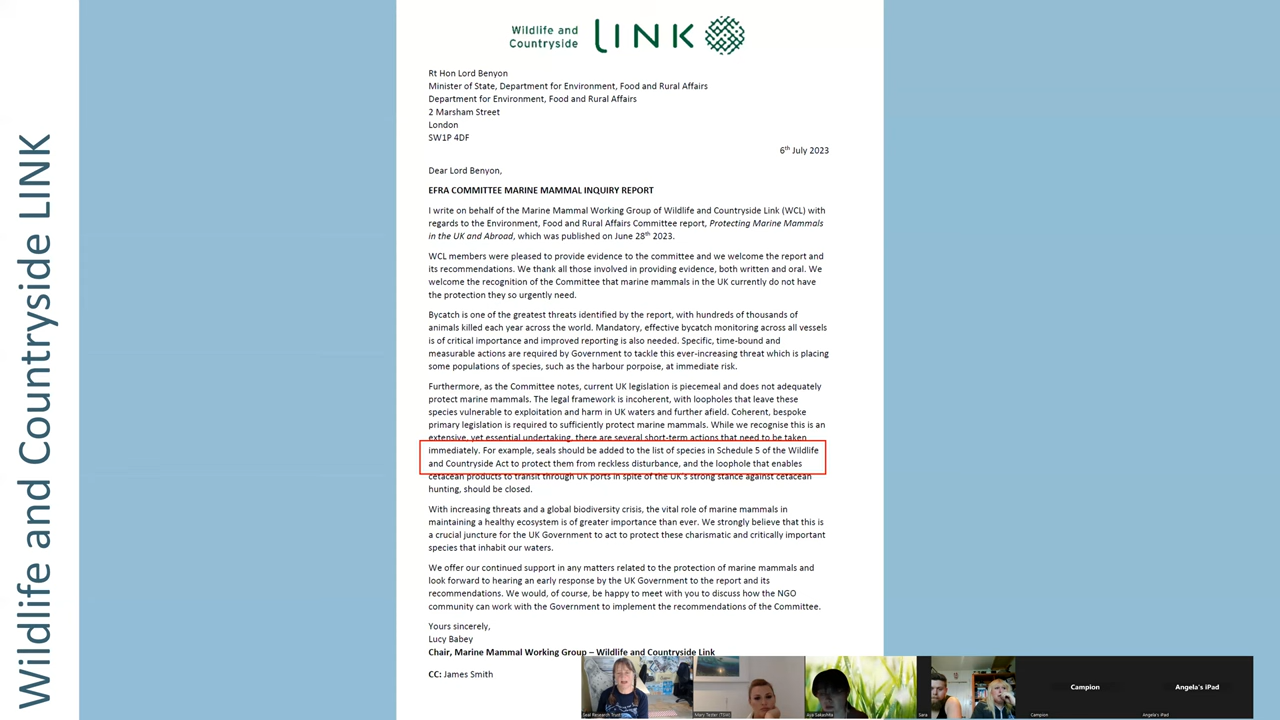 Wildlife and Countryside LINK
Wildlife and
Countryside
LINK
Rt Hon Lord Benyon
Minister of State, Department for Environment, Food and Rural Affairs
Department for Environment, Food and Rural Affairs
2 Marsham Street
London
SW1P 4DF
6th July 2023
Dear Lord Benyon,
EFRA COMMITTEE MARINE MAMMAL INQUIRY REPORT
I write on behalf of the Marine Mammal Working Group of Wildlife and Countryside Link (WCL) with
regards to the Environment, Food and Rural Affairs Committee report, Protecting Marine Mammals
in the UK and Abroad, which was published on June 28th 2023.
WCL members were pleased to provide evidence to the committee and we welcome the report and
its recommendations. We thank all those involved in providing evidence, both written and oral. We
welcome the recognition of the Committee that marine mammals in the UK currently do not have
the protection they so urgently need.
Bycatch is one of the greatest threats identified by the report, with hundreds of thousands of
animals killed each year across the world. Mandatory, effective bycatch monitoring across all vessels
is of critical importance and improved reporting is also needed. Specific, time-bound and
measurable actions are required by Government to tackle this ever-increasing threat which is placing
some populations of species, such as the harbour porpoise, at immediate risk.
Furthermore, as the Committee notes, current UK legislation is piecemeal and does not adequately
protect marine mammals. The legal framework is incoherent, with loopholes that leave these
species vulnerable to exploitation and harm in UK waters and further afield. Coherent, bespoke
primary legislation is required to sufficiently protect marine mammals. While we recognise this is an
extensive, yet essential undertaking, there are several short-term actions that need to be taken
immediately. For example, seals should be added to the list of species in Schedule 5 of the Wildlife
and Countryside Act to protect them from reckless disturbance, and the loophole that enables
cetacean products to transit through UK ports in spite of the UK's strong stance against cetacean
hunting, should be closed.
With increasing threats and a global biodiversity crisis, the vital role of marine mammals in
maintaining a healthy ecosystem is of greater importance than ever. We strongly believe that this is
a crucial juncture for the UK Government to act to protect these charismatic and critically important
species that inhabit our waters.
We offer our continued support in any matters related to the protection of marine mammals and
look forward to hearing an early response by the UK Government to the report and its
recommendations. We would, of course, be happy to meet with you to discuss how the NGO
community can work with the Government to implement the recommendations of the Committee.
Yours sincerely,
Lucy Babey
Chair, Marine Mammal Working Group – Wildlife and Countryside Link
CC: James Smith
Campion
Angela's iPad
Seal Research Trust
Mary Tester
Aya Sakashita
Sara
Campion
Angela's iPad